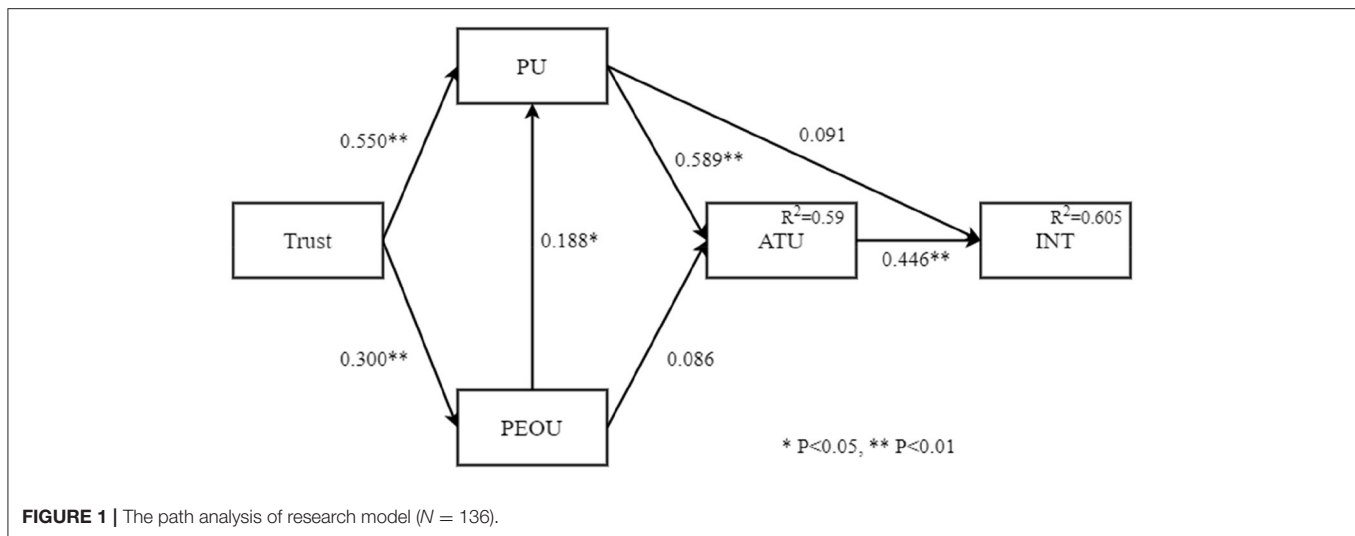 PU
0.550**
0.091
0.589**
Trust
0.188*
R²=0.59
ATU
0.446**
R²=0.605
INT
0.300**
0.086
PEOU
* P<0.05, ** P<0.01
FIGURE 1 | The path analysis of research model (N = 136).